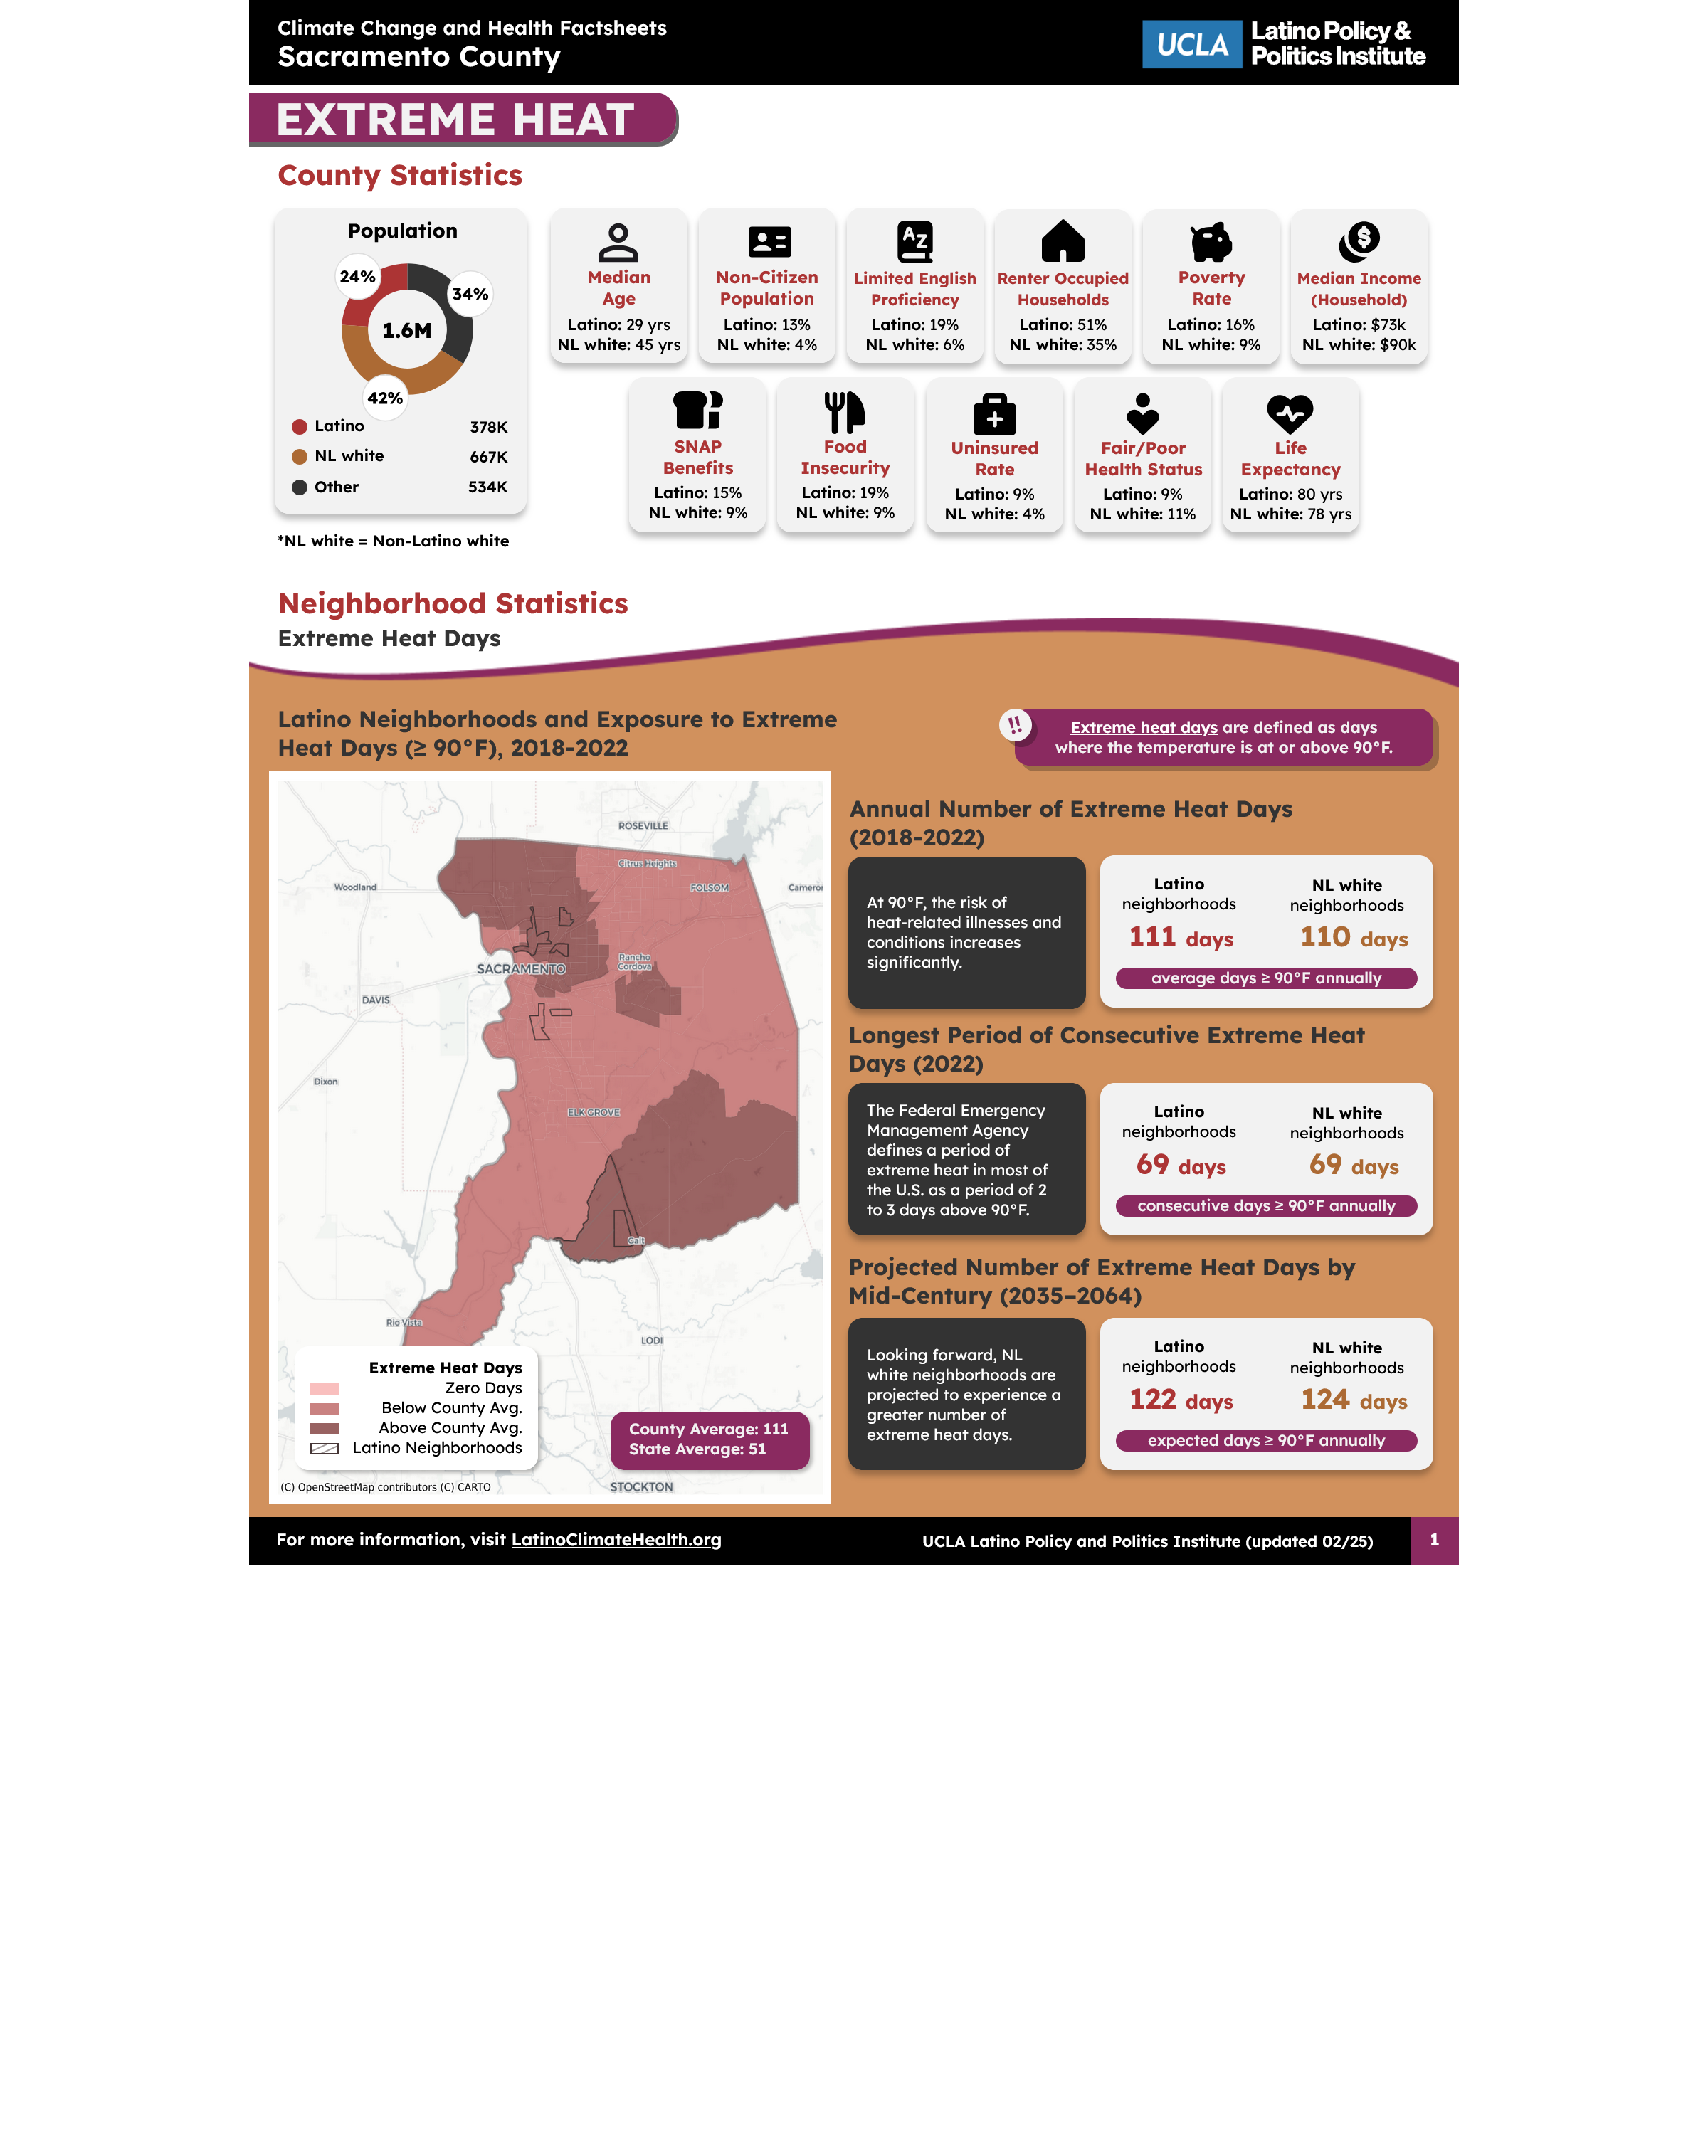 Climate Change and Health Factsheets
Sacramento County
UCLA
Latino Policy &
Politics Institute
EXTREME HEAT
County Statistics
Population
24%
34%
1.6M
42%
Latino 378K
NL white 667K
Other 534K
*NL white = Non-Latino white
Median
Age
Latino: 29 yrs
NL white: 45 yrs
Non-Citizen
Population
Latino: 13%
NL white: 4%
A Z
Limited English
Proficiency
Latino: 19%
NL white: 6%
Renter Occupied
Households
Latino: 51%
NL white: 35%
Poverty
Rate
Latino: 16%
NL white: 9%
$
Median Income
(Household)
Latino: $73k
NL white: $90k
SNAP
Benefits
Latino: 15%
NL white: 9%
Food
Insecurity
Latino: 19%
NL white: 9%
Uninsured
Rate
Latino: 9%
NL white: 4%
Fair/Poor
Health Status
Latino: 9%
NL white: 11%
Life
Expectancy
Latino: 80 yrs
NL white: 78 yrs
Neighborhood Statistics
Extreme Heat Days
Latino Neighborhoods and Exposure to Extreme
Heat Days (≥ 90°F), 2018-2022
!!
Extreme heat days are defined as days
where the temperature is at or above 90°F.
ROSEVILLE
Citrus Heights
Woodland
FOLSOM
Cameron
Rancho
Cordova
SACRAMENTO
DAVIS
Dixon
ELK GROVE
Galt
Rio Vista
LODI
Extreme Heat Days
Zero Days
Below County Avg.
Above County Avg.
Latino Neighborhoods
County Average: 111
State Average: 51
(C) OpenStreetMap contributors (C) CARTO
STOCKTON
Annual Number of Extreme Heat Days
(2018-2022)
At 90°F, the risk of
heat-related illnesses and
conditions increases
significantly.
Latino
neighborhoods
111 days
NL white
neighborhoods
110 days
average days ≥ 90°F annually
Longest Period of Consecutive Extreme Heat
Days (2022)
The Federal Emergency
Management Agency
defines a period of
extreme heat in most of
the U.S. as a period of 2
to 3 days above 90°F.
Latino
neighborhoods
69 days
NL white
neighborhoods
69 days
consecutive days ≥ 90°F annually
Projected Number of Extreme Heat Days by
Mid-Century (2035–2064)
Looking forward, NL
white neighborhoods are
projected to experience a
greater number of
extreme heat days.
Latino
neighborhoods
122 days
NL white
neighborhoods
124 days
expected days ≥ 90°F annually
For more information, visit LatinoClimateHealth.org
UCLA Latino Policy and Politics Institute (updated 02/25)
1